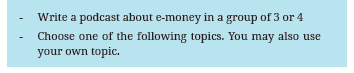 - Write a podcast about e-money in a group of 3 or 4
- Choose one of the following topics. You may also use
your own topic.